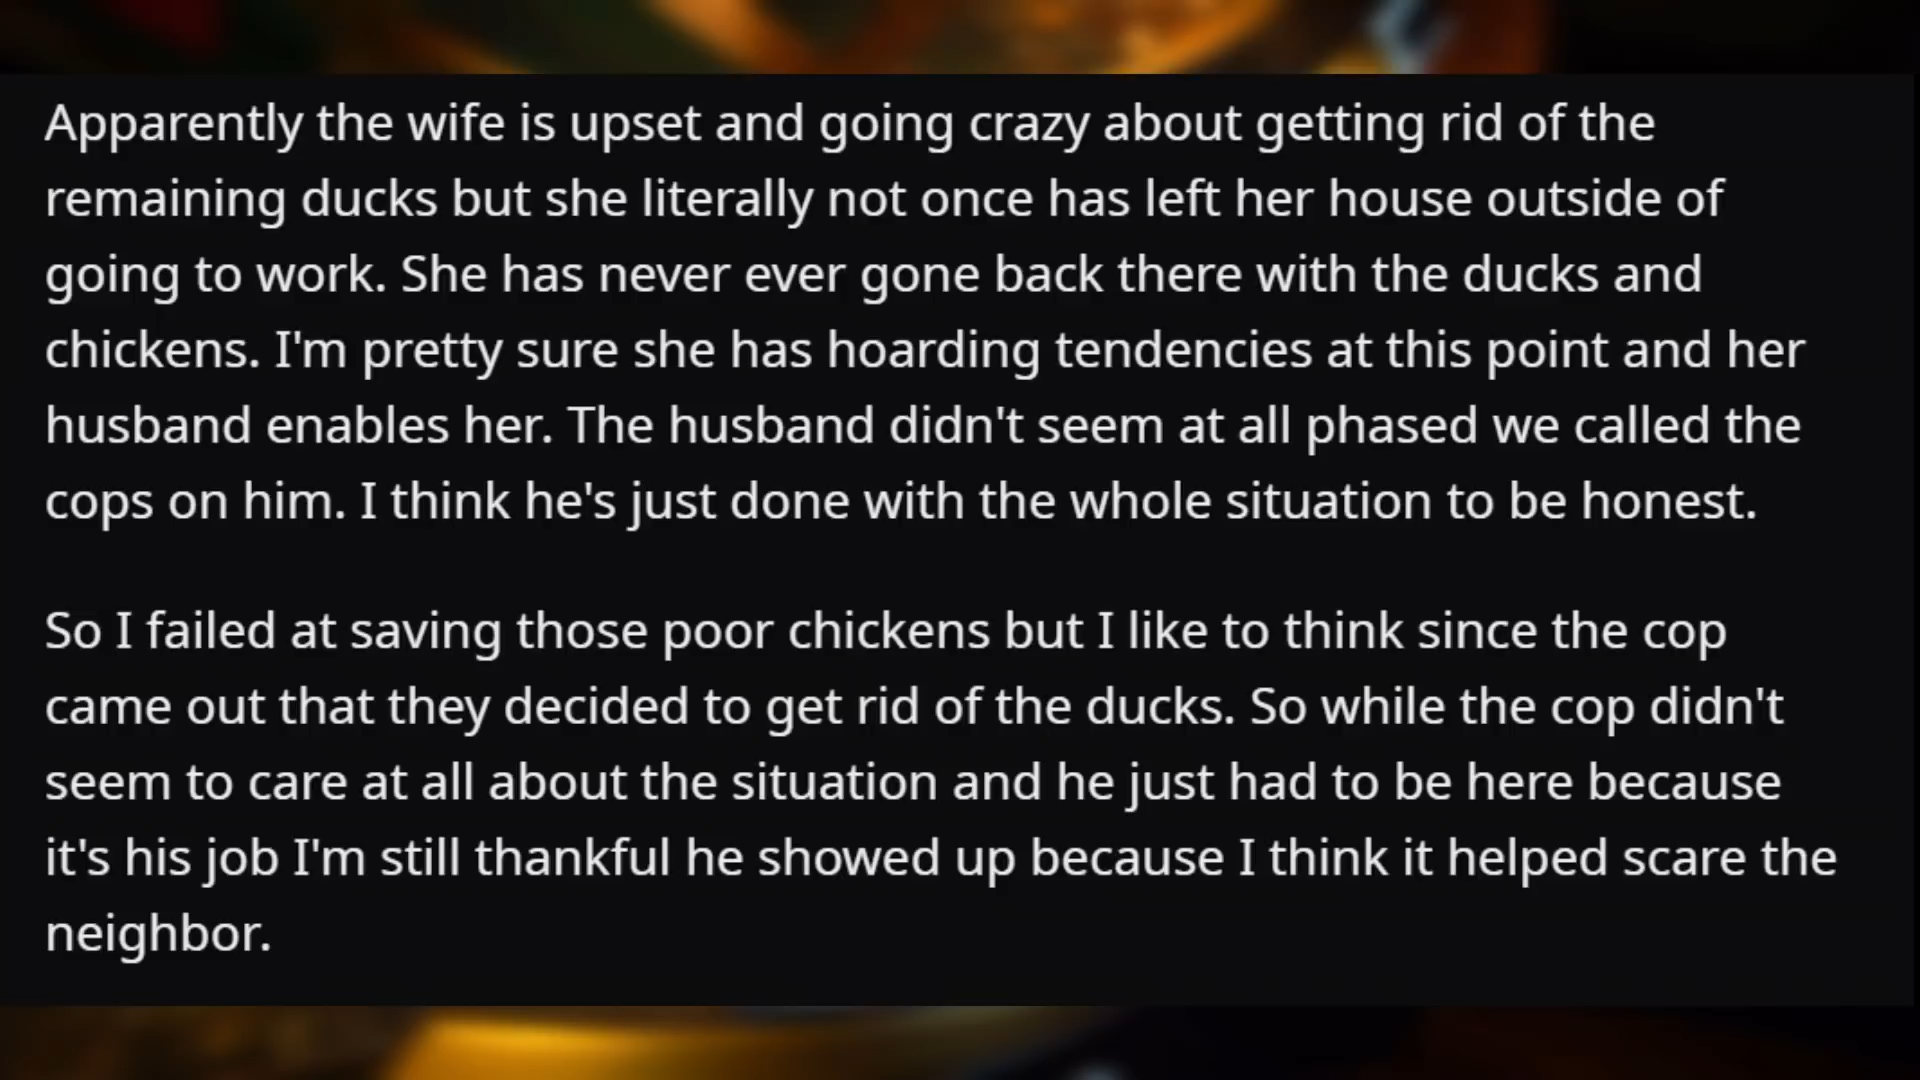 Apparently the wife is upset and going crazy about getting rid of the
remaining ducks but she literally not once has left her house outside of
going to work. She has never ever gone back there with the ducks and
chickens. I'm pretty sure she has hoarding tendencies at this point and her
husband enables her. The husband didn't seem at all phased we called the
cops on him. I think he's just done with the whole situation to be honest.
So I failed at saving those poor chickens but I like to think since the cop
came out that they decided to get rid of the ducks. So while the cop didn't
seem to care at all about the situation and he just had to be here because
it's his job I'm still thankful he showed up because I think it helped scare the
neighbor.